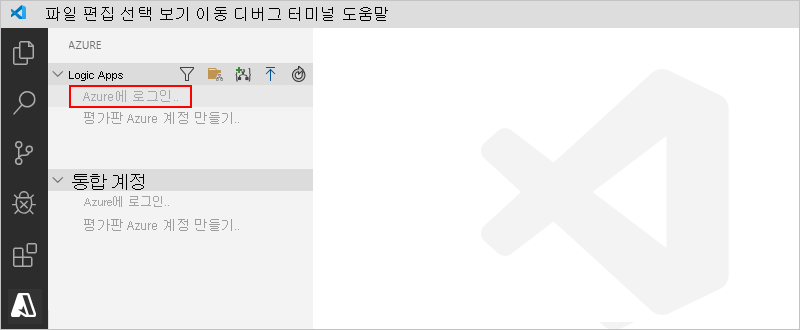 파일 편집 선택 보기 이동 디버그 터미널 도움말
AZURE
Logic Apps
Azure에 로그인..
평가판 Azure 계정 만들기..
통합 계정
Azure에 로그인..
평가판 Azure 계정 만들기..